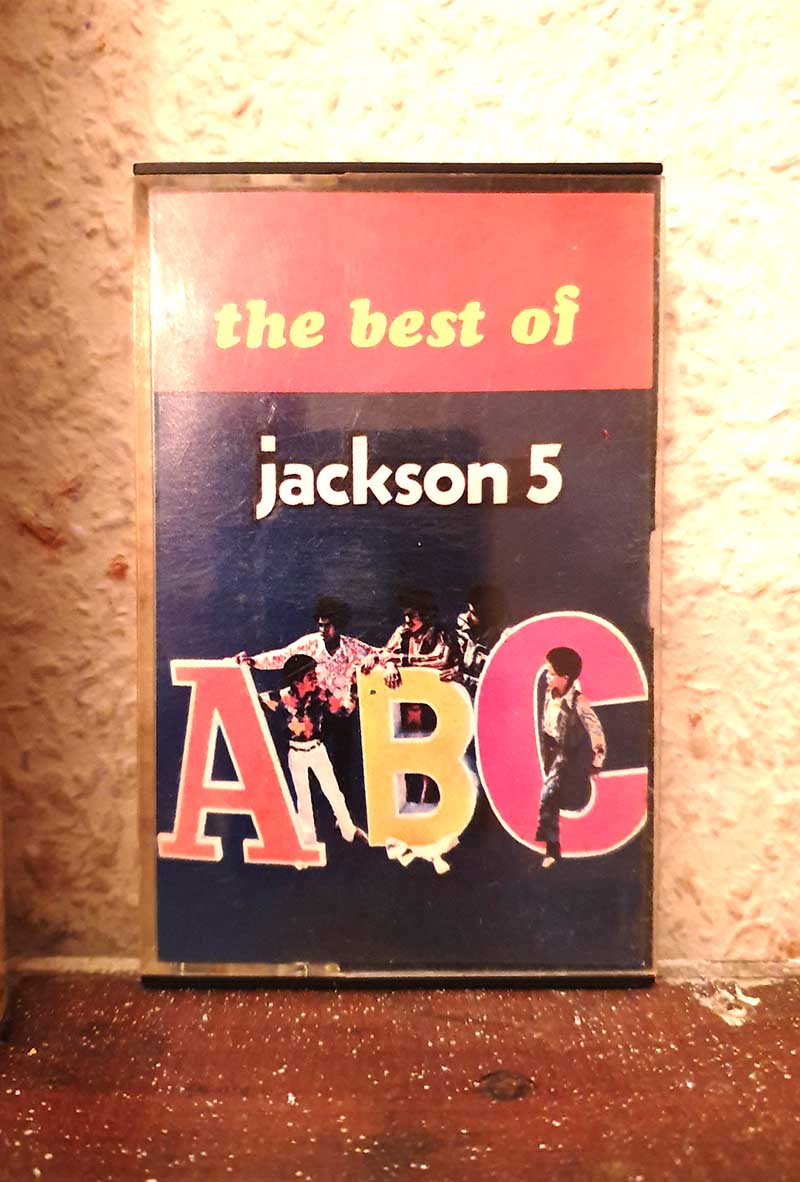 the best of
jackson 5
ABC